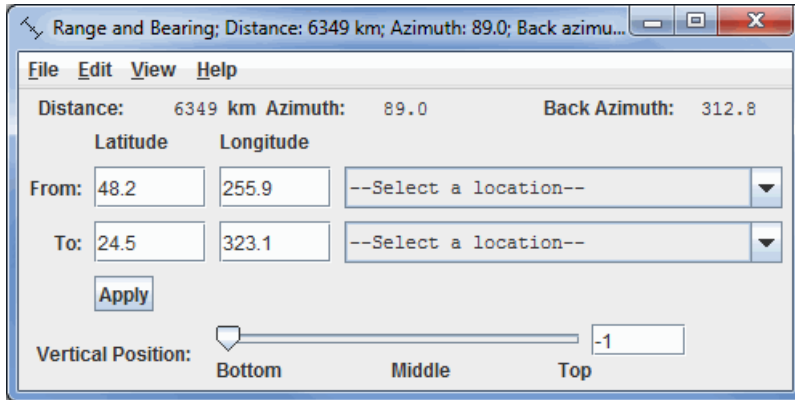 Range and Bearing; Distance: 6349 km; Azimuth: 89.0; Back azimu...
File Edit View Help
Distance: 6349 km Azimuth: 89.0 Back Azimuth: 312.8
Latitude Longitude
From: 48.2 255.9 --Select a location--
To: 24.5 323.1 --Select a location--
Apply
Vertical Position: -1
Bottom Middle Top